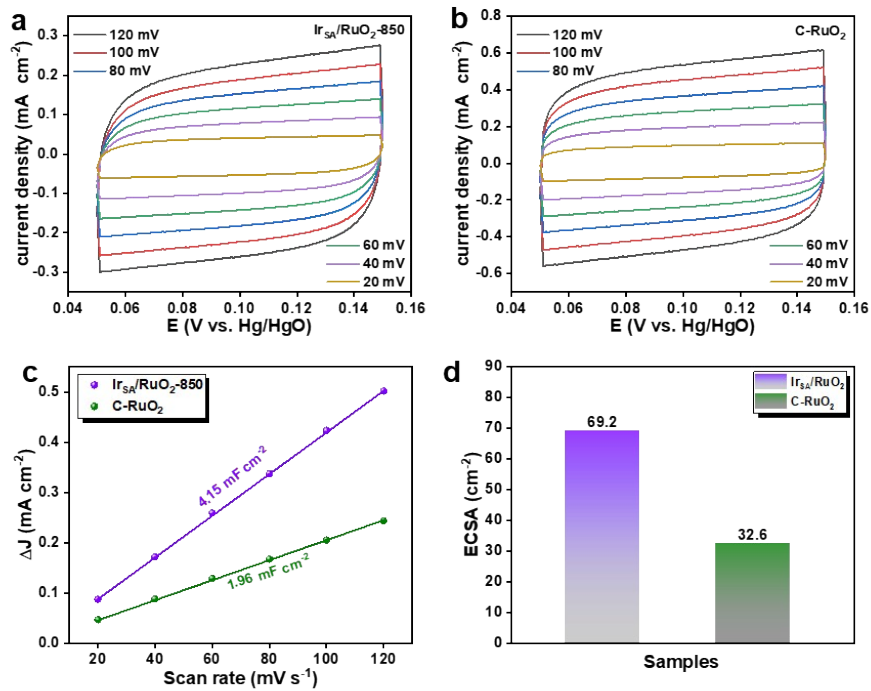 a
120 mV
100 mV
80 mV
Ir_SA/RuO₂-850
0.3
0.2
0.1
0.0
-0.1
-0.2
-0.3
60 mV
40 mV
20 mV
0.04 0.06 0.08 0.10 0.12 0.14 0.16
E (V vs. Hg/HgO)
current density (mA cm⁻²)
b
120 mV
100 mV
80 mV
C-RuO₂
0.8
0.6
0.4
0.2
0.0
-0.2
-0.4
-0.6
60 mV
40 mV
20 mV
0.04 0.06 0.08 0.10 0.12 0.14 0.16
E (V vs. Hg/HgO)
current density (mA cm⁻²)
c
Ir_SA/RuO₂-850
C-RuO₂
0.5
0.4
0.3
0.2
0.1
0.0
4.15 mF cm⁻²
1.96 mF cm⁻²
20 40 60 80 100 120
Scan rate (mV s⁻¹)
ΔJ (mA cm⁻²)
d
Ir_SA/RuO₂
C-RuO₂
90
80
70
60
50
40
30
20
10
0
69.2
32.6
Samples
ECSA (cm⁻²)